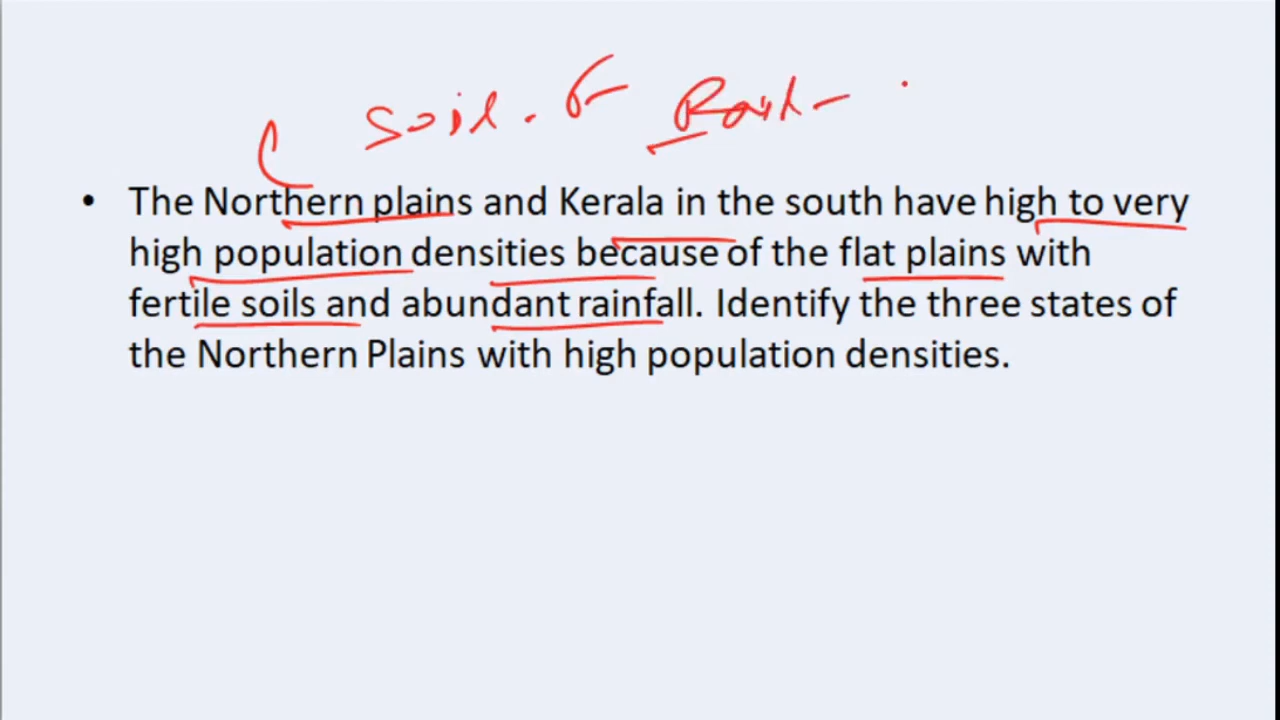 Soil.
• The Northern plains and Kerala in the south have high to very
high population densities because of the flat plains with
fertile soils and abundant rainfall. Identify the three states of
the Northern Plains with high population densities.